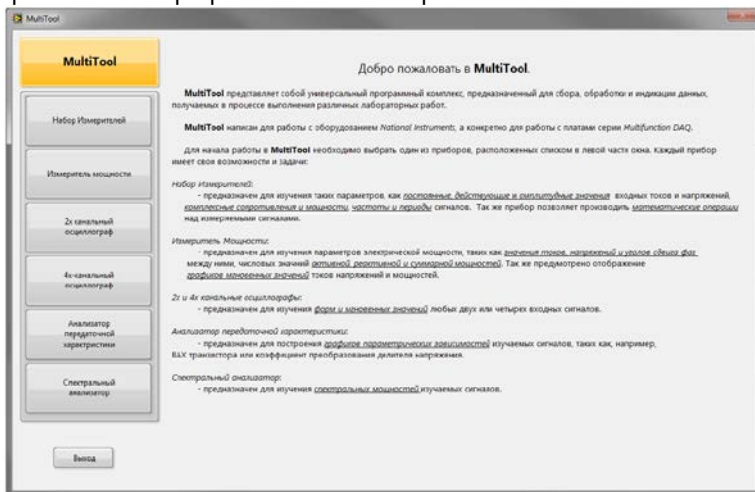 MultiTool
MultiTool
Набор Измерителей
Измеритель мощности
2х канальный
осциллограф
4х-канальный
осциллограф
Анализатор
передаточной
характристики
Спектральный
анализатор
Выход
Добро пожаловать в MultiTool.
MultiTool представляет собой универсальный программный комплекс, предназначенный для сбора, обработки и индикации данных,
получаемых в процессе выполнения различных лабораторных работ.
MultiTool написан для работы с оборудованием National Instruments, а конкретно для работы с платами серии Multifunction DAQ.
Для начала работы в MultiTool необходимо выбрать один из приборов, расположенных списком в левой части окна. Каждый прибор
имеет свои возможности и задачи:
Набор Измерителей:
- предназначен для изучения таких параметров, как постоянные, действующие и амплитудные значения входных токов и напряжений,
комплексные сопротивления и мощности, частоты и периоды сигналов. Так же прибор позволяет производить математические операции
над измеряемыми сигналами.
Измеритель Мощности:
- предназначен для изучения параметров электрической мощности, таких как значения токов, напряжений и уголов сдвига фаз
между ними, числовых значний активной, реактивной и суммарной мощностей. Так же предумотрено отображение
графиков мгновенных значений токов напряжений и мощностей.
2х и 4х канальные осциллографы:
- предназначен для изучения форм и мгновенных значений любых двух или четырех входных сигналов.
Анализатор передаточной характеристики:
- предназначен для построения графиков параметрических зависимостей изучаемых сигналов, таких как, например,
ВАХ транзистора или коэффициент преобразования делителя напряжения.
Спектральный анализатор:
- предназначен для изучения спектральных мощностей изучаемых сигналов.